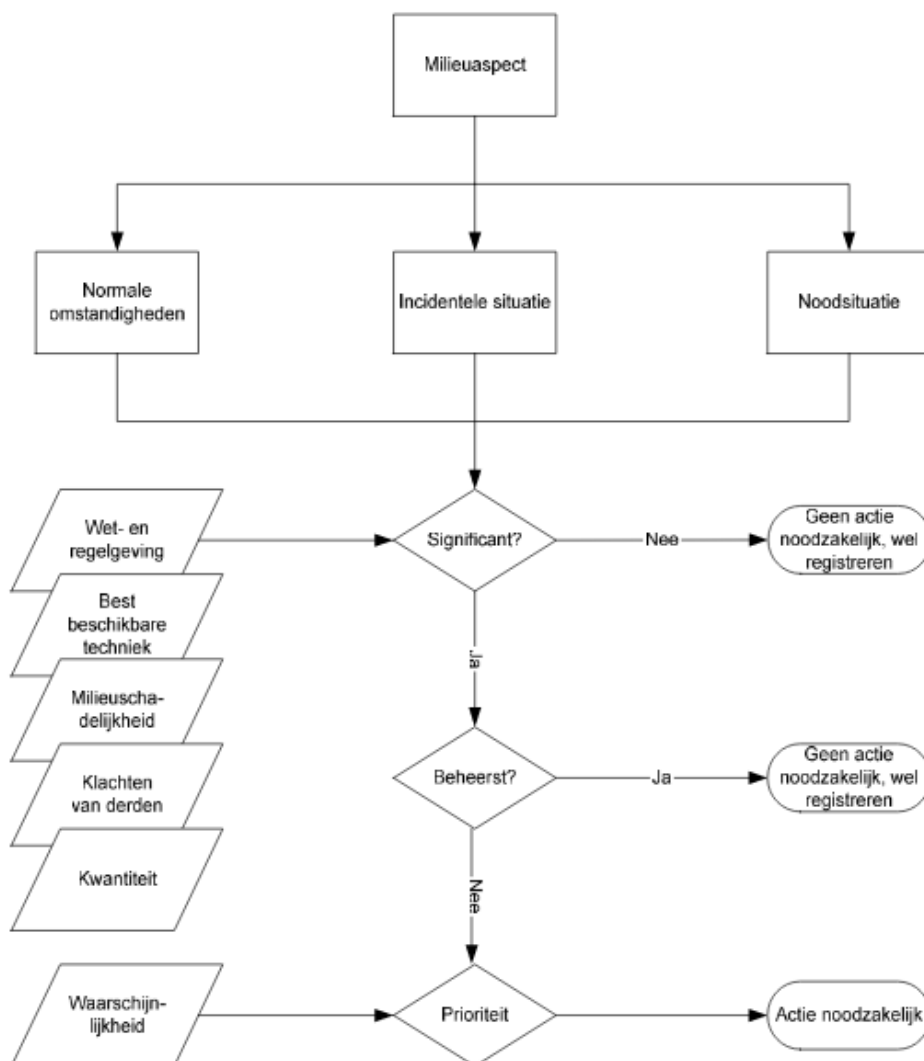 Milieuaspect
Normale
omstandigheden
Incidentele situatie
Noodsituatie
Wet- en
regelgeving
Significant?
Nee
Geen actie
noodzakelijk, wel
registreren
Best
beschikbare
techniek
Ja
Milieuscha-
delijkheid
Klachten
van derden
Beheerst?
Ja
Geen actie
noodzakelijk, wel
registreren
Kwantiteit
Nee
Waarschijn-
lijkheid
Prioriteit
Actie noodzakelijk